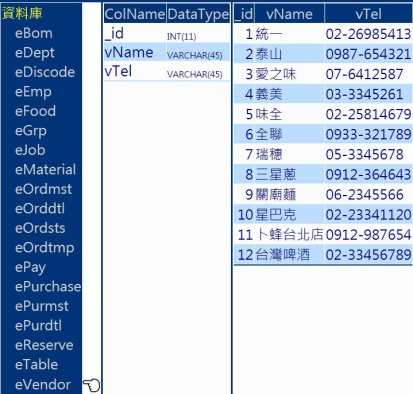 資料庫
eBom
eDept
eDiscode
eEmp
eFood
eGrp
eJob
eMaterial
eOrdmst
eOrddtl
eOrdsts
eOrdtmp
ePay
ePurchase
ePurmst
ePurdtl
eReserve
eTable
eVendor
ColName DataType
_id INT(11)
vName VARCHAR(45)
vTel VARCHAR(45)
_id vName vTel
1 統一 02-26985413
2 泰山 0987-654321
3 愛之味 07-6412587
4 義美 03-3345261
5 味全 02-25814679
6 全聯 0933-321789
7 瑞穗 05-3345678
8 三星蔥 0912-364643
9 關廟麵 06-2345566
10 星巴克 02-23341120
11 卜蜂台北店 0912-987654
12 台灣啤酒 02-33456789